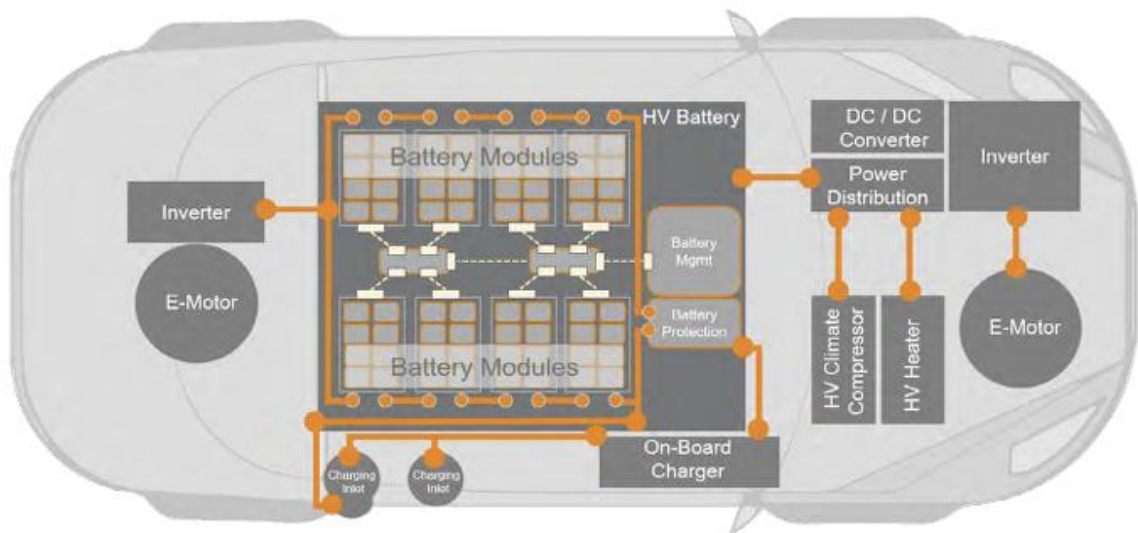 HV Battery
Battery Modules
DC / DC
Converter
Power
Distribution
Inverter
Inverter
E-Motor
Battery
Mgmt
Battery
Protection
Battery Modules
HV Climate
Compressor
HV Heater
E-Motor
On-Board
Charger
Charging
Inlet
Charging
Inlet